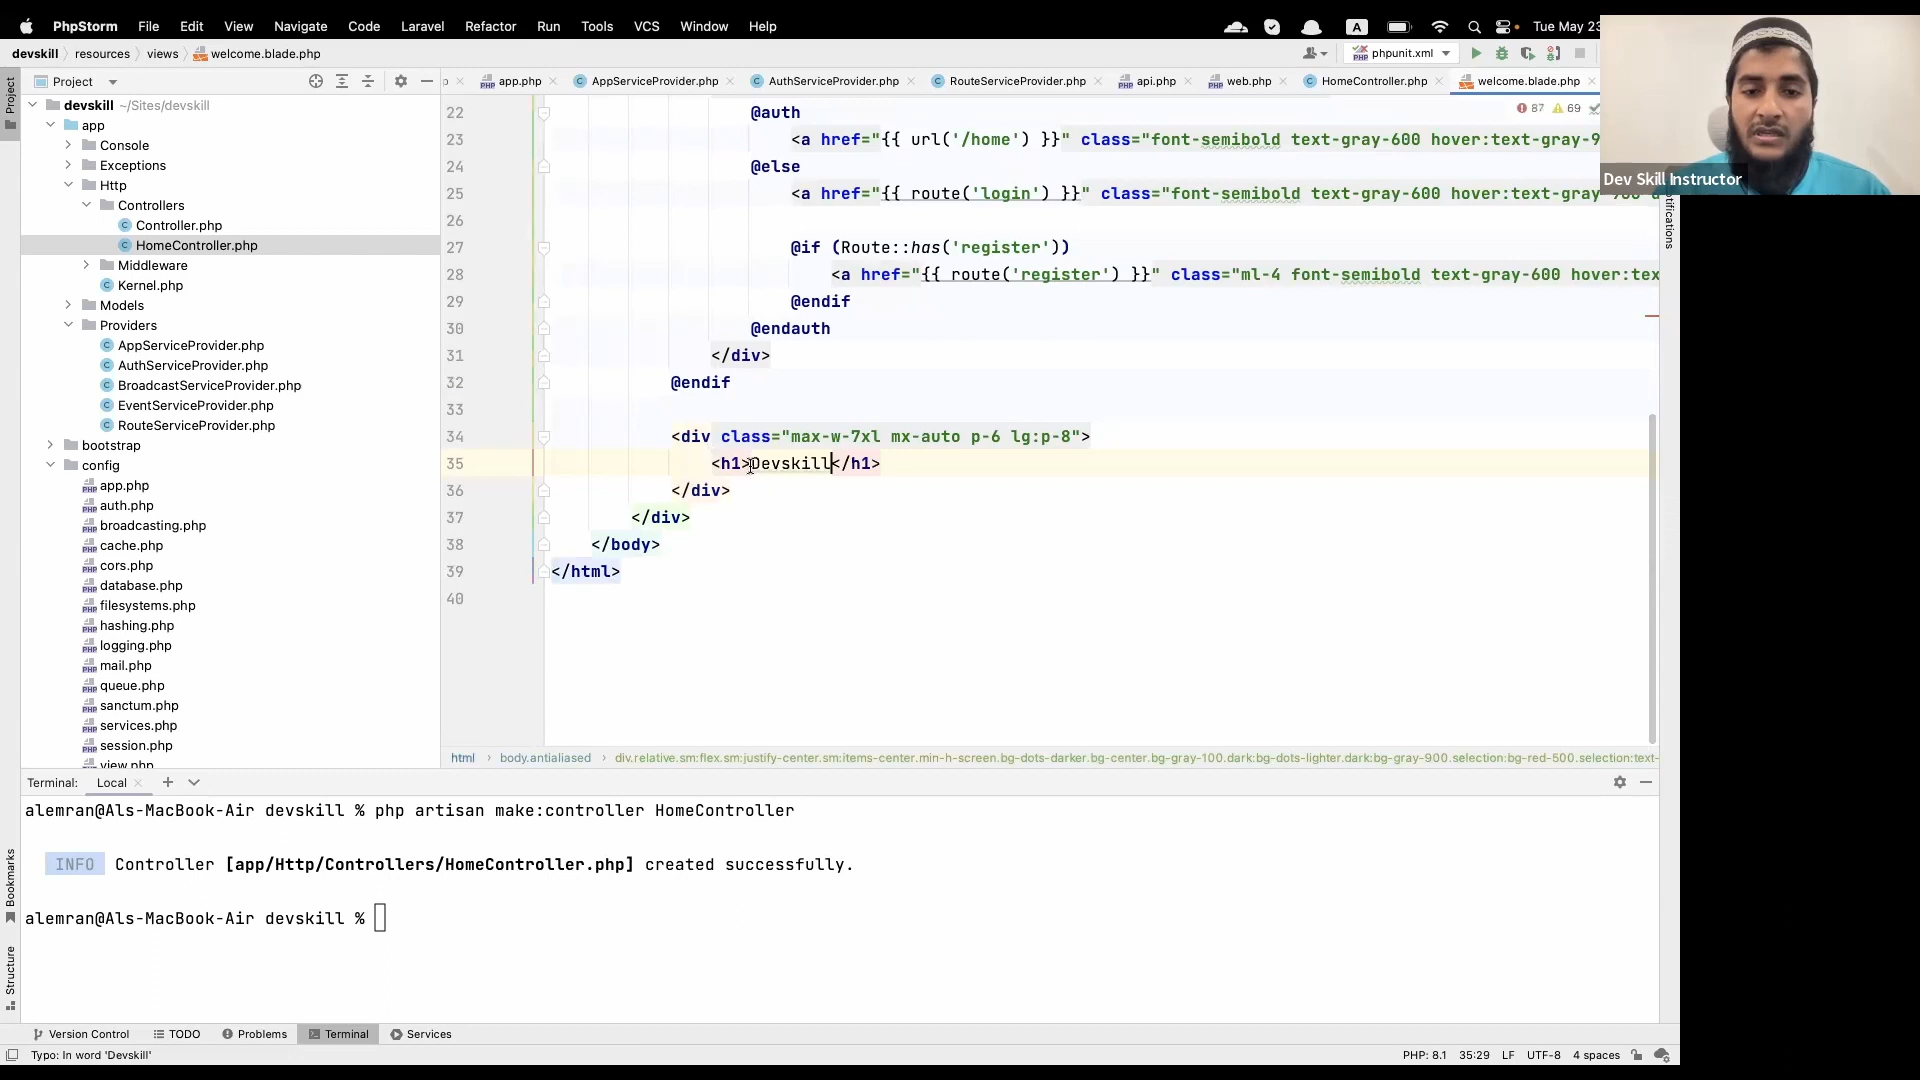 PhpStorm File Edit View Navigate Code Laravel Refactor Run Tools VCS Window Help A Tue May 23
devskill resources views welcome.blade.php phpunit.xml
Project app.php AppServiceProvider.php AuthServiceProvider.php RouteServiceProvider.php api.php web.php HomeController.php welcome.blade.php
Project
devskill ~/Sites/devskill
app
Console
Exceptions
Http
Controllers
Controller.php
HomeController.php
Middleware
Kernel.php
Models
Providers
AppServiceProvider.php
AuthServiceProvider.php
BroadcastServiceProvider.php
EventServiceProvider.php
RouteServiceProvider.php
bootstrap
config
app.php
auth.php
broadcasting.php
cache.php
cors.php
database.php
filesystems.php
hashing.php
logging.php
mail.php
queue.php
sanctum.php
services.php
session.php
view.php
87 69
22 @auth
23 <a href="{{ url('/home') }}" class="font-semibold text-gray-600 hover:text-gray-9
24 @else
25 <a href="{{ route('login') }}" class="font-semibold text-gray-600 hover:text-gray-900 d
26
27 @if (Route::has('register'))
28 <a href="{{ route('register') }}" class="ml-4 font-semibold text-gray-600 hover:tex
29 @endif
30 @endauth
31 </div>
32 @endif
33
34 <div class="max-w-7xl mx-auto p-6 lg:p-8">
35 <h1>Devskill</h1>
36 </div>
37 </div>
38 </body>
39 </html>
40
html body.antialiased div.relative.sm:flex.sm:justify-center.sm:items-center.min-h-screen.bg-dots-darker.bg-center.bg-gray-100.dark:bg-dots-lighter.dark:bg-gray-900.selection:bg-red-500.selection:text-
Dev Skill Instructor
tifications
Terminal: Local
alemran@Als-MacBook-Air devskill % php artisan make:controller HomeController
INFO Controller [app/Http/Controllers/HomeController.php] created successfully.
alemran@Als-MacBook-Air devskill %
Bookmarks
Structure
Version Control TODO Problems Terminal Services
Typo: In word 'Devskill' PHP: 8.1 35:29 LF UTF-8 4 spaces